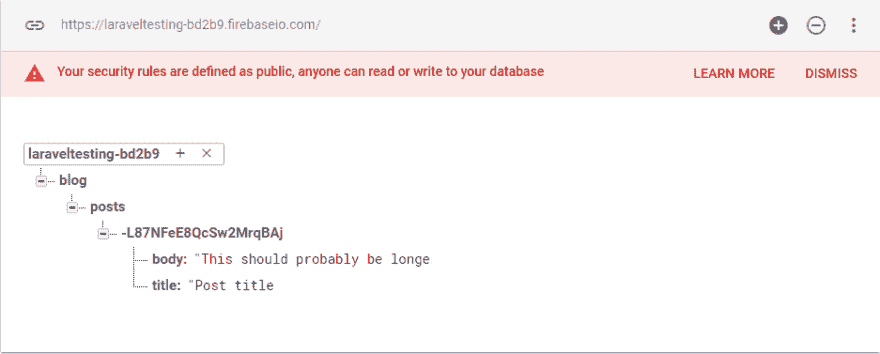 https://laraveltesting-bd2b9.firebaseio.com/
Your security rules are defined as public, anyone can read or write to your database LEARN MORE DISMISS
laraveltesting-bd2b9 + ×
blog
posts
-L87NFeE8QcSw2MrqBAj
body: "This should probably be longe
title: "Post title